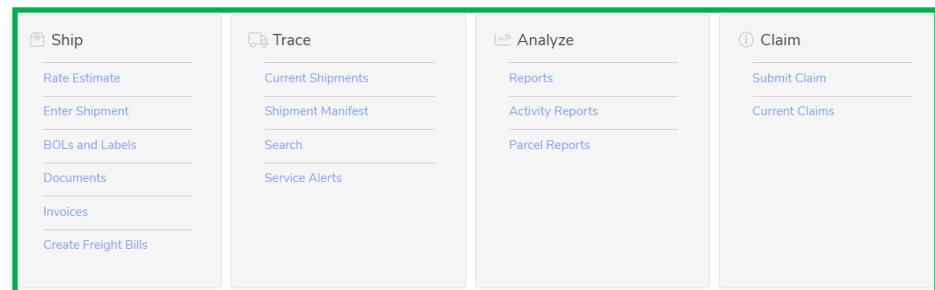 Ship
Rate Estimate
Enter Shipment
BOLs and Labels
Documents
Invoices
Create Freight Bills
Trace
Current Shipments
Shipment Manifest
Search
Service Alerts
Analyze
Reports
Activity Reports
Parcel Reports
Claim
Submit Claim
Current Claims